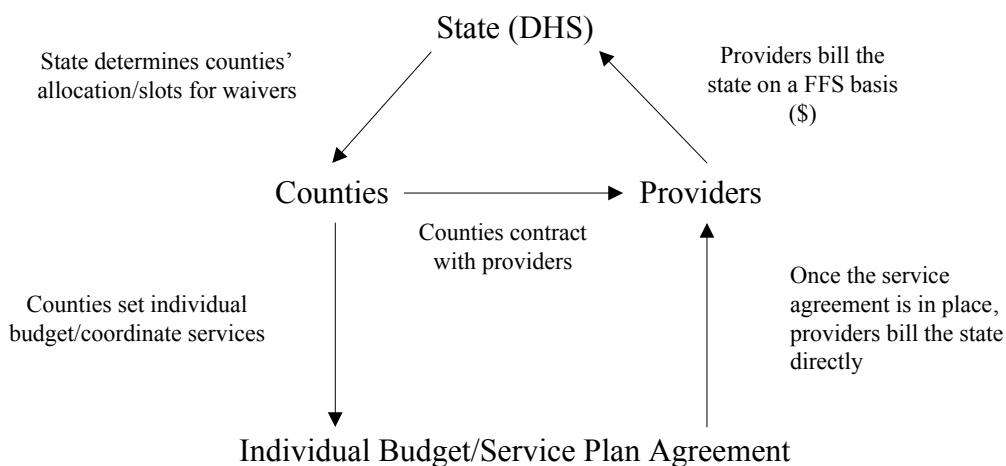 State (DHS)
State determines counties’
allocation/slots for waivers
Providers bill the
state on a FFS basis
($)
Counties
Providers
Counties contract
with providers
Counties set individual
budget/coordinate services
Once the service
agreement is in place,
providers bill the state
directly
Individual Budget/Service Plan Agreement